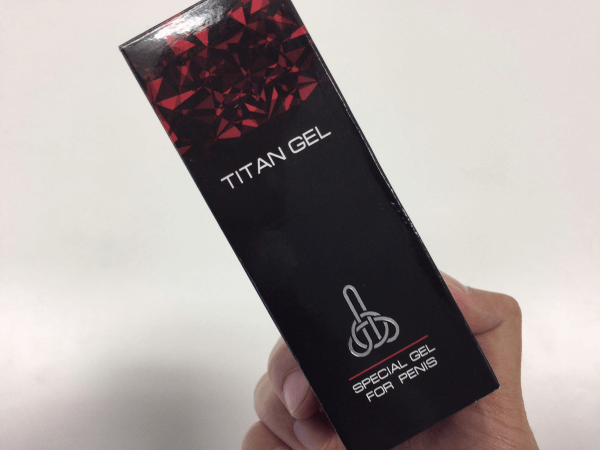 TITAN GEL
SPECIAL GEL
FOR PENIS